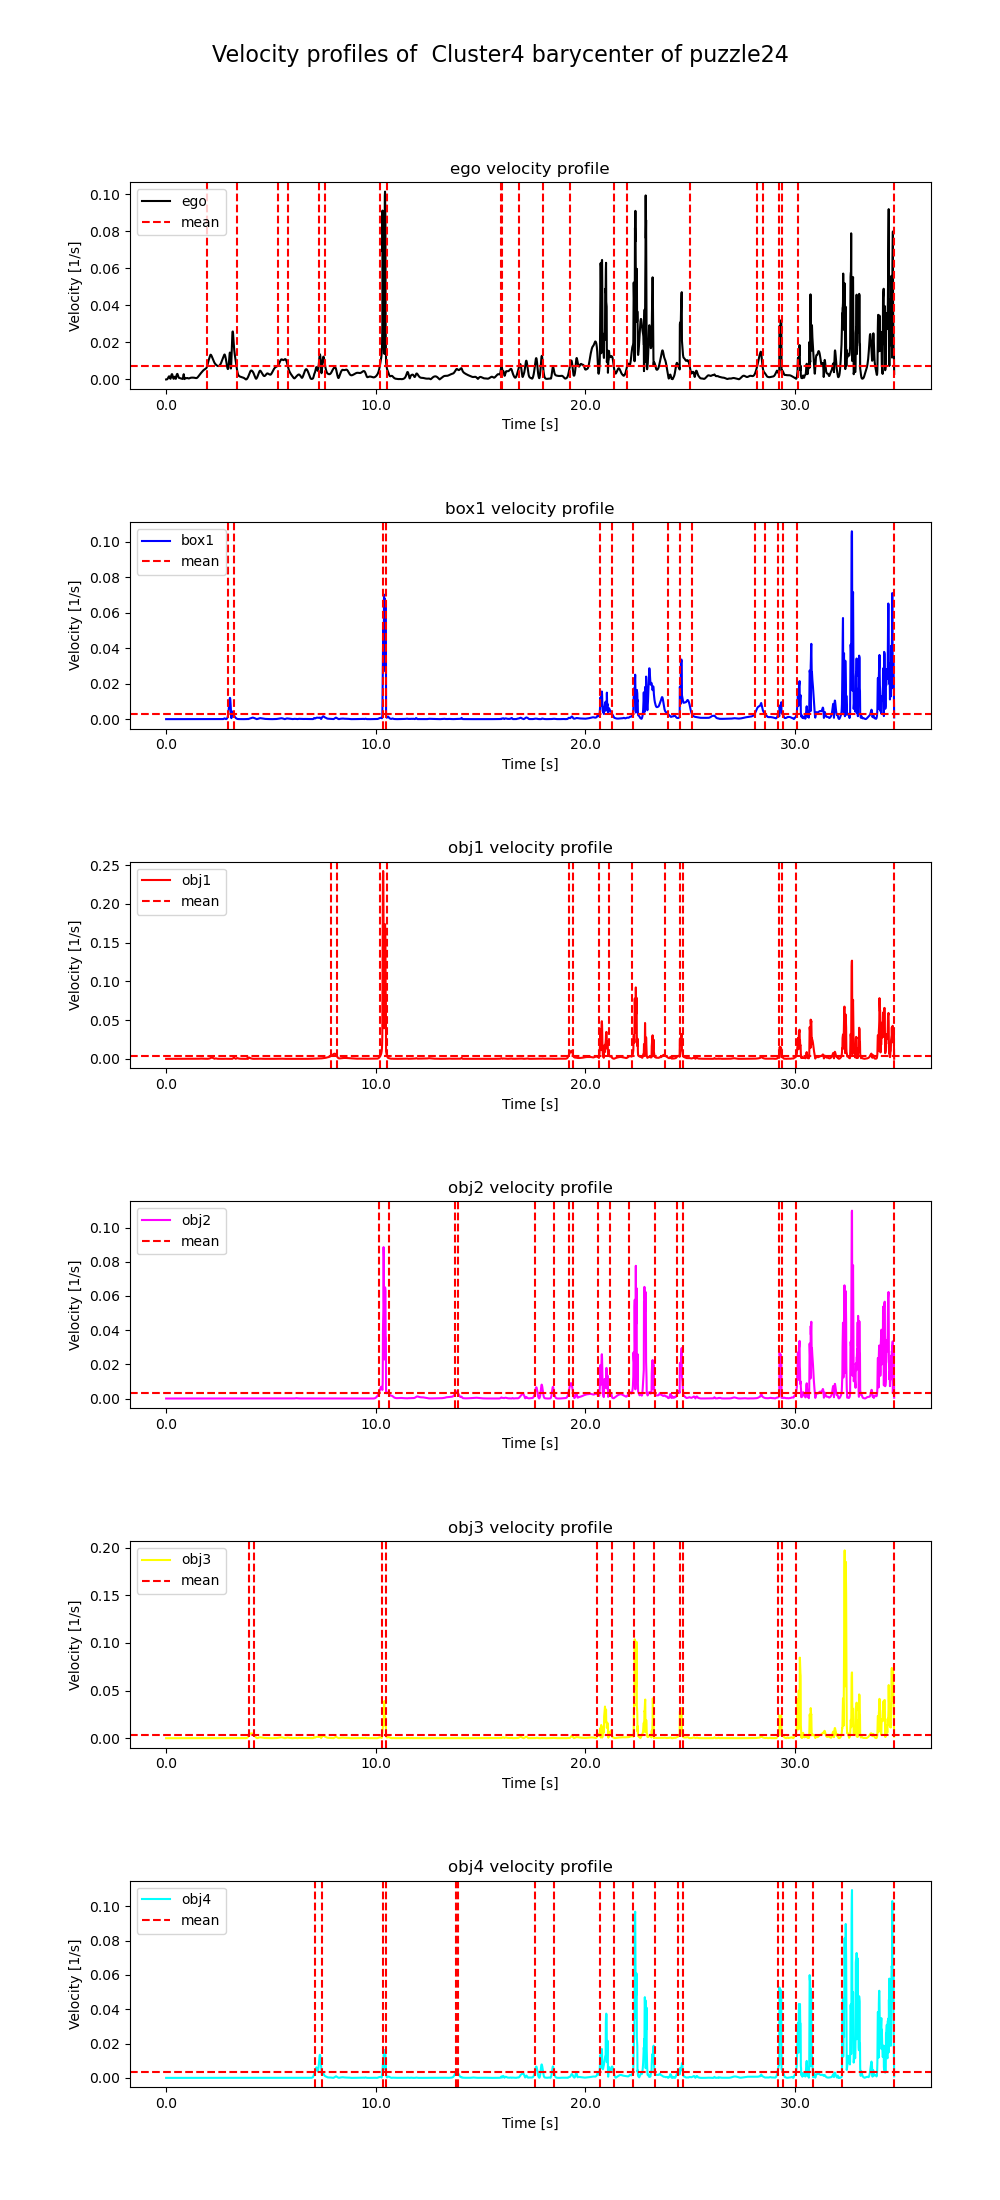 Velocity profiles of  Cluster4 barycenter of puzzle24
ego velocity profile
ego
mean
Velocity [1/s]
0.10
0.08
0.06
0.04
0.02
0.00
0.0 10.0 20.0 30.0
Time [s]
box1 velocity profile
box1
mean
Velocity [1/s]
0.10
0.08
0.06
0.04
0.02
0.00
0.0 10.0 20.0 30.0
Time [s]
obj1 velocity profile
obj1
mean
Velocity [1/s]
0.25
0.20
0.15
0.10
0.05
0.00
0.0 10.0 20.0 30.0
Time [s]
obj2 velocity profile
obj2
mean
Velocity [1/s]
0.10
0.08
0.06
0.04
0.02
0.00
0.0 10.0 20.0 30.0
Time [s]
obj3 velocity profile
obj3
mean
Velocity [1/s]
0.20
0.15
0.10
0.05
0.00
0.0 10.0 20.0 30.0
Time [s]
obj4 velocity profile
obj4
mean
Velocity [1/s]
0.10
0.08
0.06
0.04
0.02
0.00
0.0 10.0 20.0 30.0
Time [s]